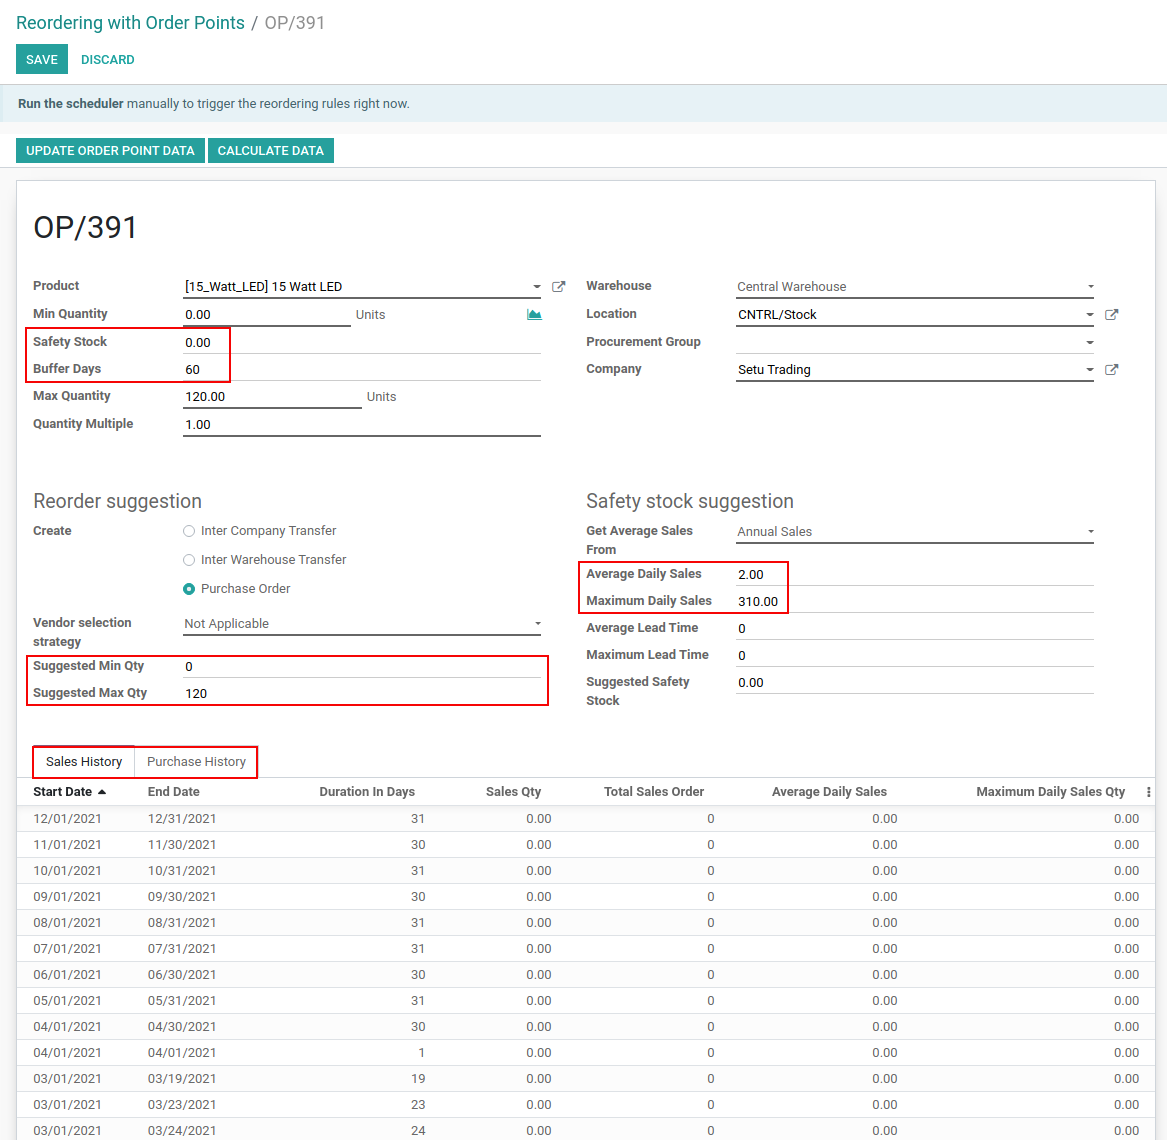 Reordering with Order Points / OP/391
SAVE DISCARD
Run the scheduler manually to trigger the reordering rules right now.
UPDATE ORDER POINT DATA CALCULATE DATA
OP/391
Product [15_Watt_LED] 15 Watt LED
Min Quantity 0.00 Units
Safety Stock 0.00
Buffer Days 60
Max Quantity 120.00 Units
Quantity Multiple 1.00
Warehouse Central Warehouse
Location CNTRL/Stock
Procurement Group
Company Setu Trading
Reorder suggestion
Create Inter Company Transfer
Inter Warehouse Transfer
Purchase Order
Vendor selection Not Applicable
strategy
Suggested Min Qty 0
Suggested Max Qty 120
Safety stock suggestion
Get Average Sales Annual Sales
From
Average Daily Sales 2.00
Maximum Daily Sales 310.00
Average Lead Time 0
Maximum Lead Time 0
Suggested Safety 0.00
Stock
Sales History Purchase History
Start Date End Date Duration In Days Sales Qty Total Sales Order Average Daily Sales Maximum Daily Sales Qty
12/01/2021 12/31/2021 31 0.00 0 0.00 0.00
11/01/2021 11/30/2021 30 0.00 0 0.00 0.00
10/01/2021 10/31/2021 31 0.00 0 0.00 0.00
09/01/2021 09/30/2021 30 0.00 0 0.00 0.00
08/01/2021 08/31/2021 31 0.00 0 0.00 0.00
07/01/2021 07/31/2021 31 0.00 0 0.00 0.00
06/01/2021 06/30/2021 30 0.00 0 0.00 0.00
05/01/2021 05/31/2021 31 0.00 0 0.00 0.00
04/01/2021 04/30/2021 30 0.00 0 0.00 0.00
04/01/2021 04/01/2021 1 0.00 0 0.00 0.00
03/01/2021 03/19/2021 19 0.00 0 0.00 0.00
03/01/2021 03/23/2021 23 0.00 0 0.00 0.00
03/01/2021 03/24/2021 24 0.00 0 0.00 0.00